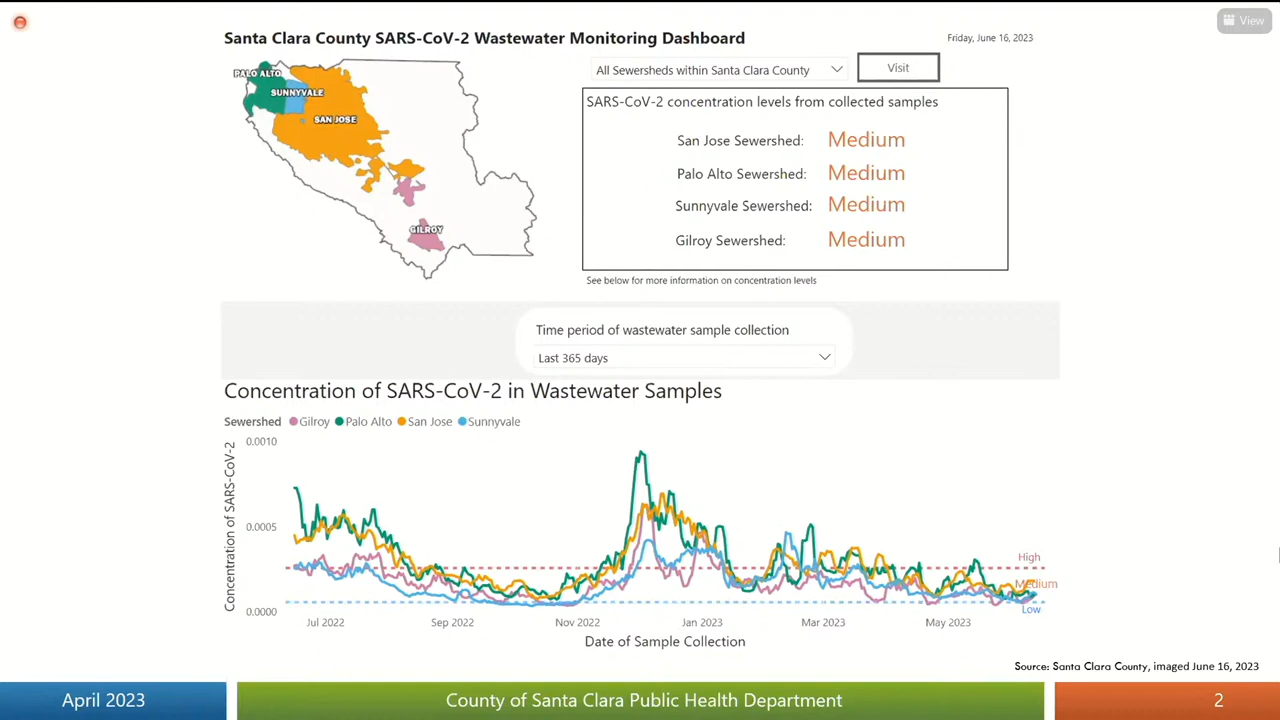 View
Santa Clara County SARS-CoV-2 Wastewater Monitoring Dashboard
Friday, June 16, 2023
PALO ALTO
SUNNYVALE
SAN JOSE
GILROY
All Sewersheds within Santa Clara County
Visit
SARS-CoV-2 concentration levels from collected samples
San Jose Sewershed: Medium
Palo Alto Sewershed: Medium
Sunnyvale Sewershed: Medium
Gilroy Sewershed: Medium
See below for more information on concentration levels
Time period of wastewater sample collection
Last 365 days
Concentration of SARS-CoV-2 in Wastewater Samples
Sewershed Gilroy Palo Alto San Jose Sunnyvale
Concentration of SARS-CoV-2
0.0010
0.0005
0.0000
High
Medium
Low
Jul 2022 Sep 2022 Nov 2022 Jan 2023 Mar 2023 May 2023
Date of Sample Collection
Source: Santa Clara County, imaged June 16, 2023
April 2023 County of Santa Clara Public Health Department 2